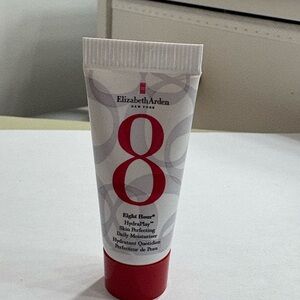 Elizabeth Arden
NEW YORK
8
Eight Hour®
HydraPlay™
Skin Perfecting
Daily Moisturizer
Hydratant Quotidien
Perfecteur de Peau